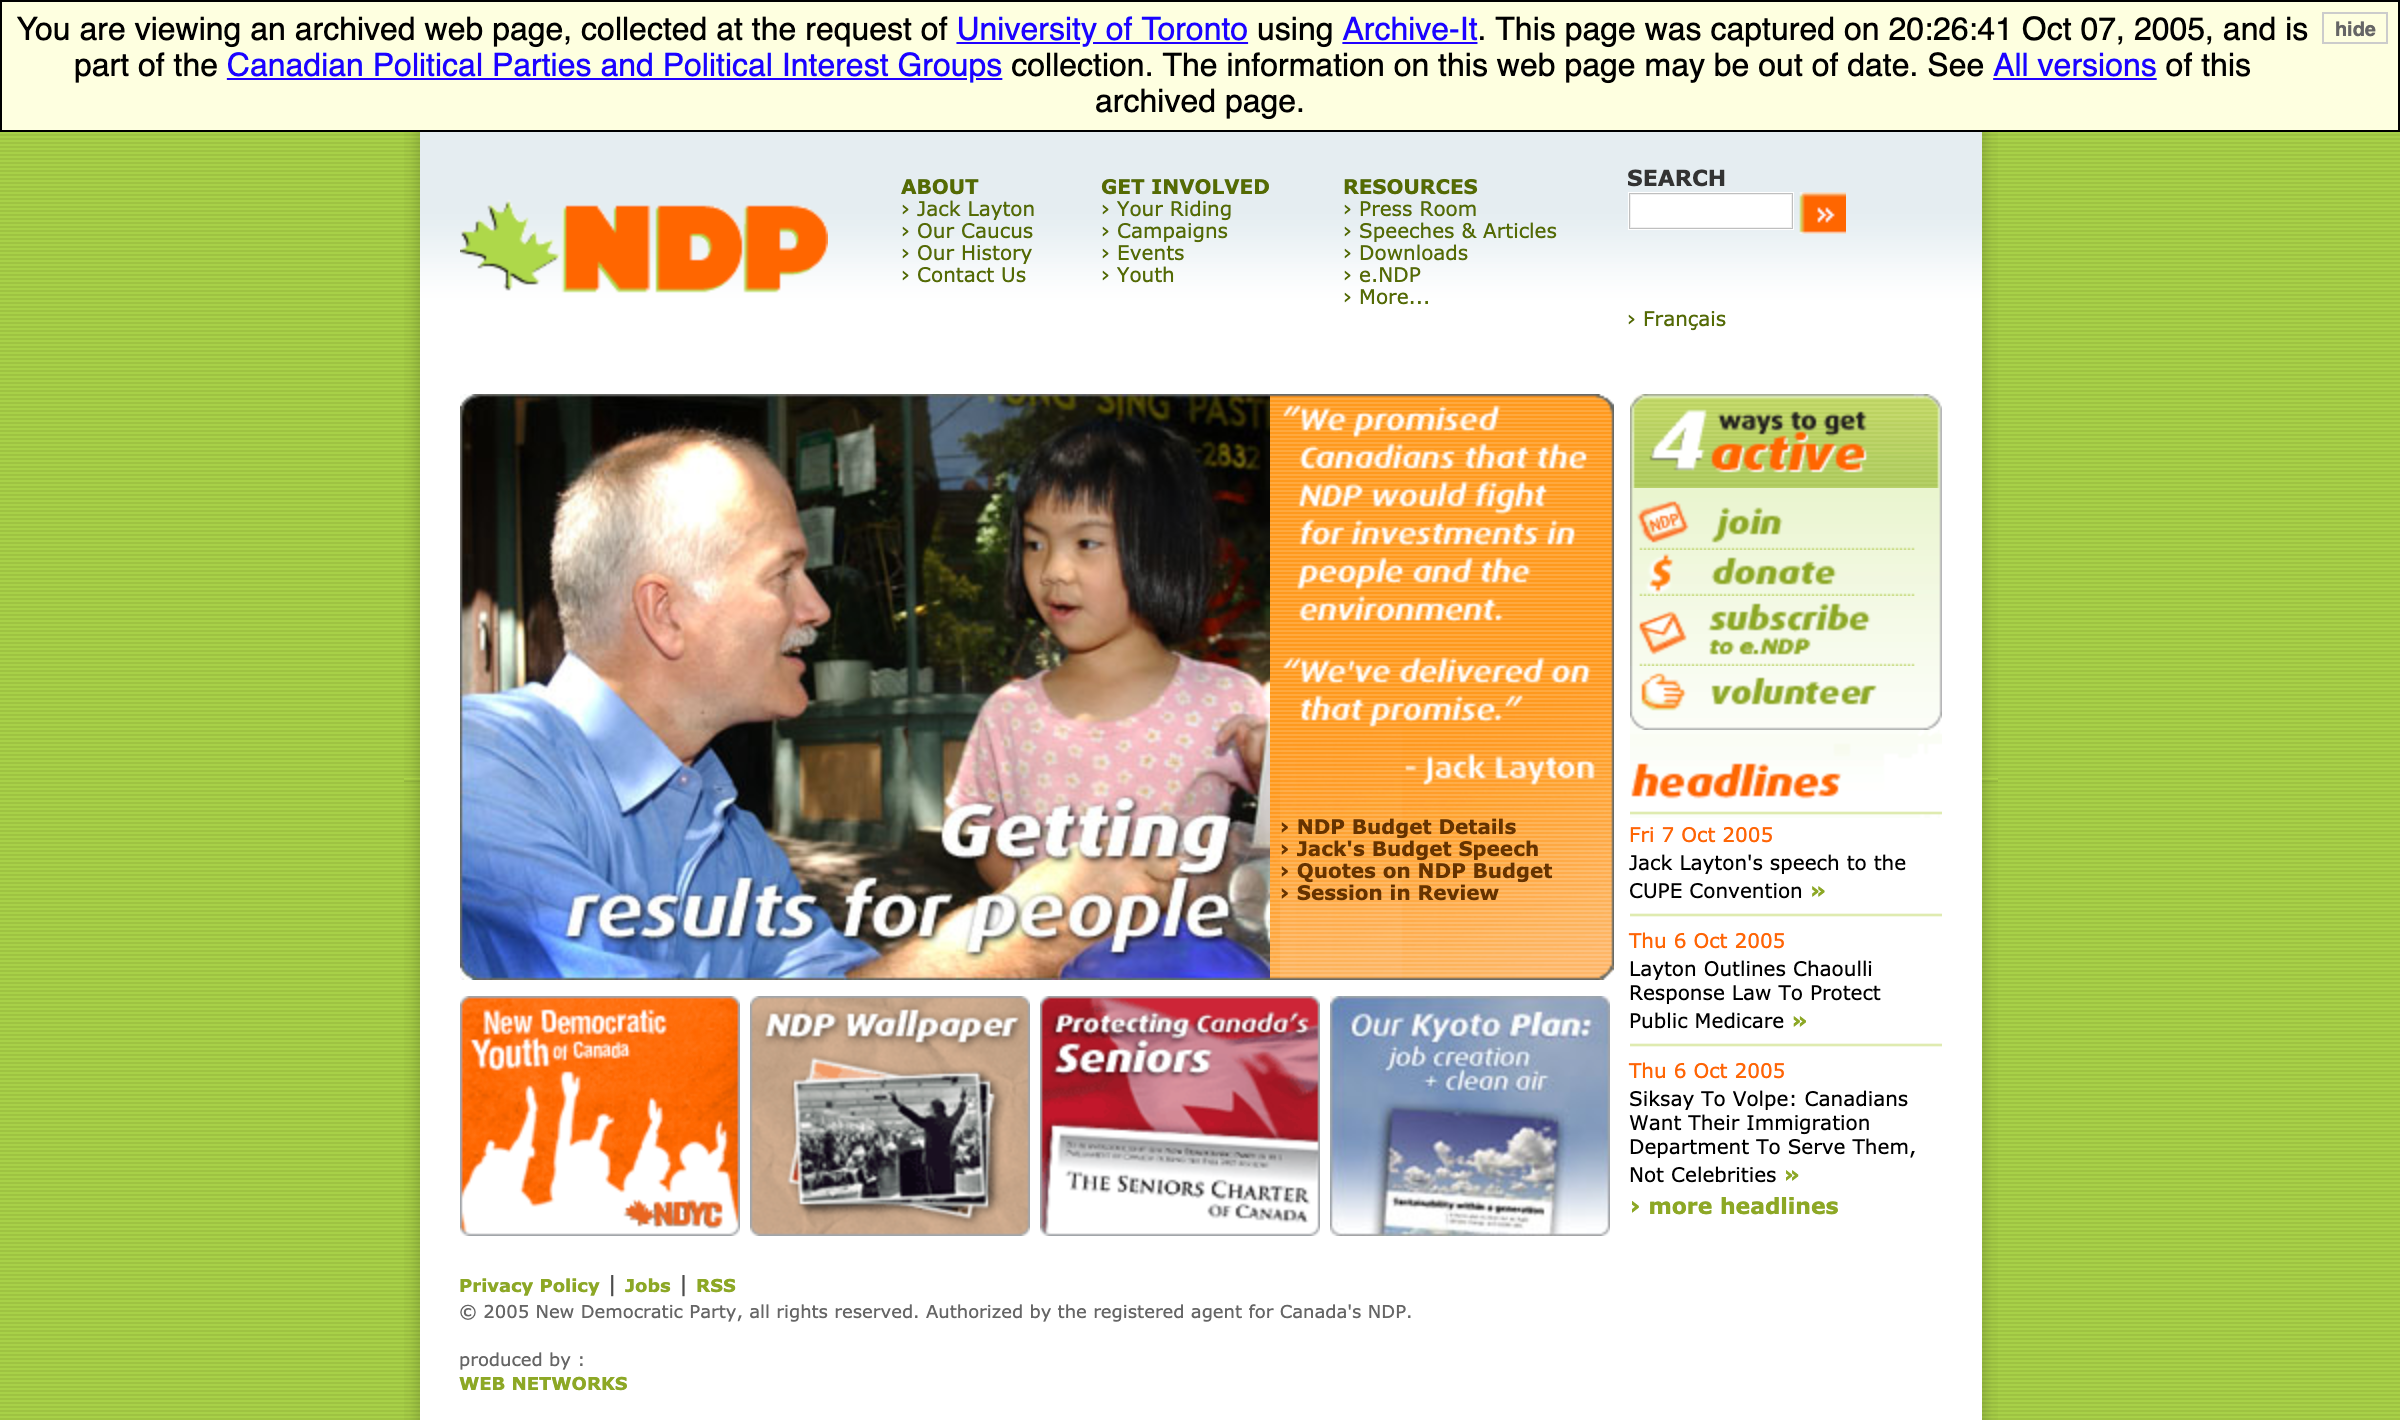 You are viewing an archived web page, collected at the request of University of Toronto using Archive-It. This page was captured on 20:26:41 Oct 07, 2005, and is
part of the Canadian Political Parties and Political Interest Groups collection. The information on this web page may be out of date. See All versions of this
archived page.
hide
NDP
ABOUT
› Jack Layton
› Our Caucus
› Our History
› Contact Us
GET INVOLVED
› Your Riding
› Campaigns
› Events
› Youth
RESOURCES
› Press Room
› Speeches & Articles
› Downloads
› e.NDP
› More...
SEARCH
»
› Français
SING PAST
2832
Getting
results for people
“We promised
Canadians that the
NDP would fight
for investments in
people and the
environment.
“We've delivered on
that promise.”
- Jack Layton
› NDP Budget Details
› Jack's Budget Speech
› Quotes on NDP Budget
› Session in Review
4 ways to get
active
NDP join
$ donate
subscribe
to e.NDP
volunteer
headlines
Fri 7 Oct 2005
Jack Layton's speech to the
CUPE Convention »
Thu 6 Oct 2005
Layton Outlines Chaoulli
Response Law To Protect
Public Medicare »
Thu 6 Oct 2005
Siksay To Volpe: Canadians
Want Their Immigration
Department To Serve Them,
Not Celebrities »
› more headlines
New Democratic
Youth of Canada
NDYC
NDP Wallpaper
Protecting Canada's
Seniors
THE SENIORS CHARTER
OF CANADA
Our Kyoto Plan:
job creation
+ clean air
Sustainability within a generation
Privacy Policy | Jobs | RSS
© 2005 New Democratic Party, all rights reserved. Authorized by the registered agent for Canada's NDP.
produced by :
WEB NETWORKS